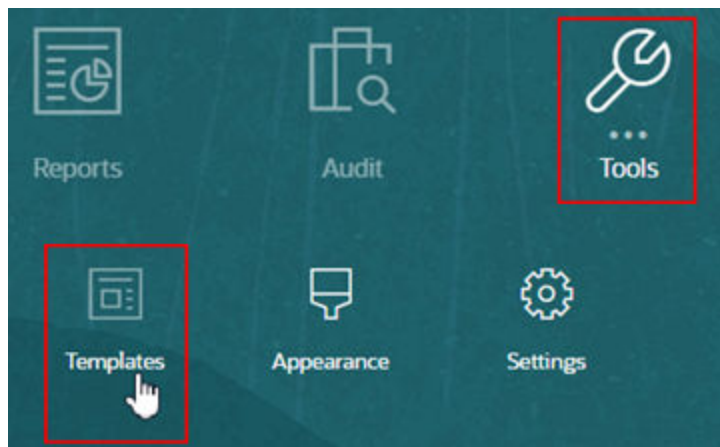 Reports
Audit
Tools
Templates
Appearance
Settings